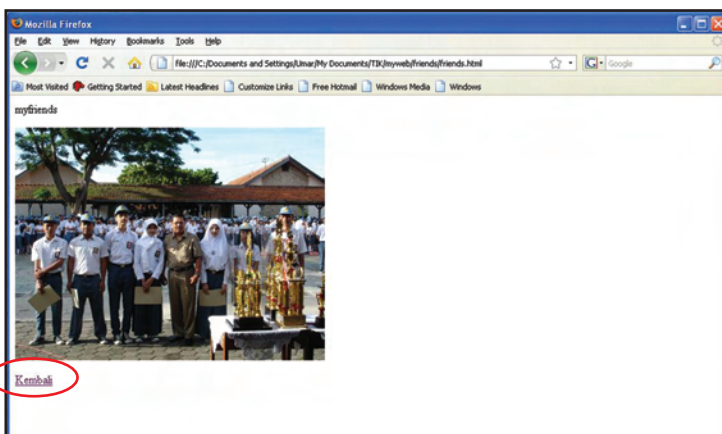 Mozilla Firefox
File Edit View History Bookmarks Tools Help
file:///C:/Documents and Settings/Umar/My Documents/TIK/myweb/friends/friends.html
Google
Most Visited Getting Started Latest Headlines Customize Links Free Hotmail Windows Media Windows
myfriends
Kembali